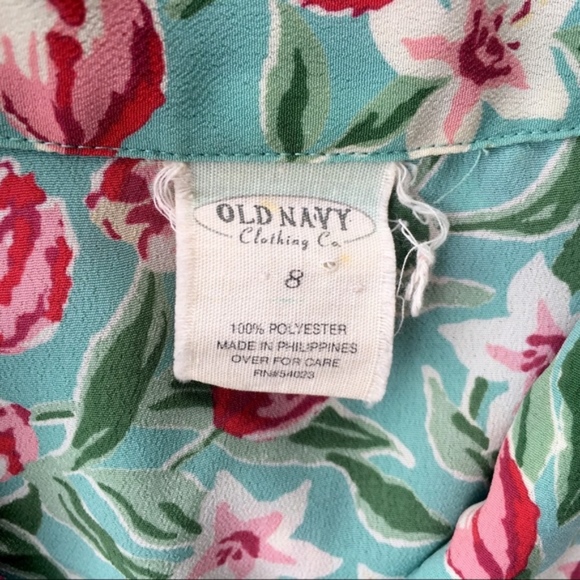 OLD NAVY
Clothing Co.
8
100% POLYESTER
MADE IN PHILIPPINES
OVER FOR CARE
RN#54023